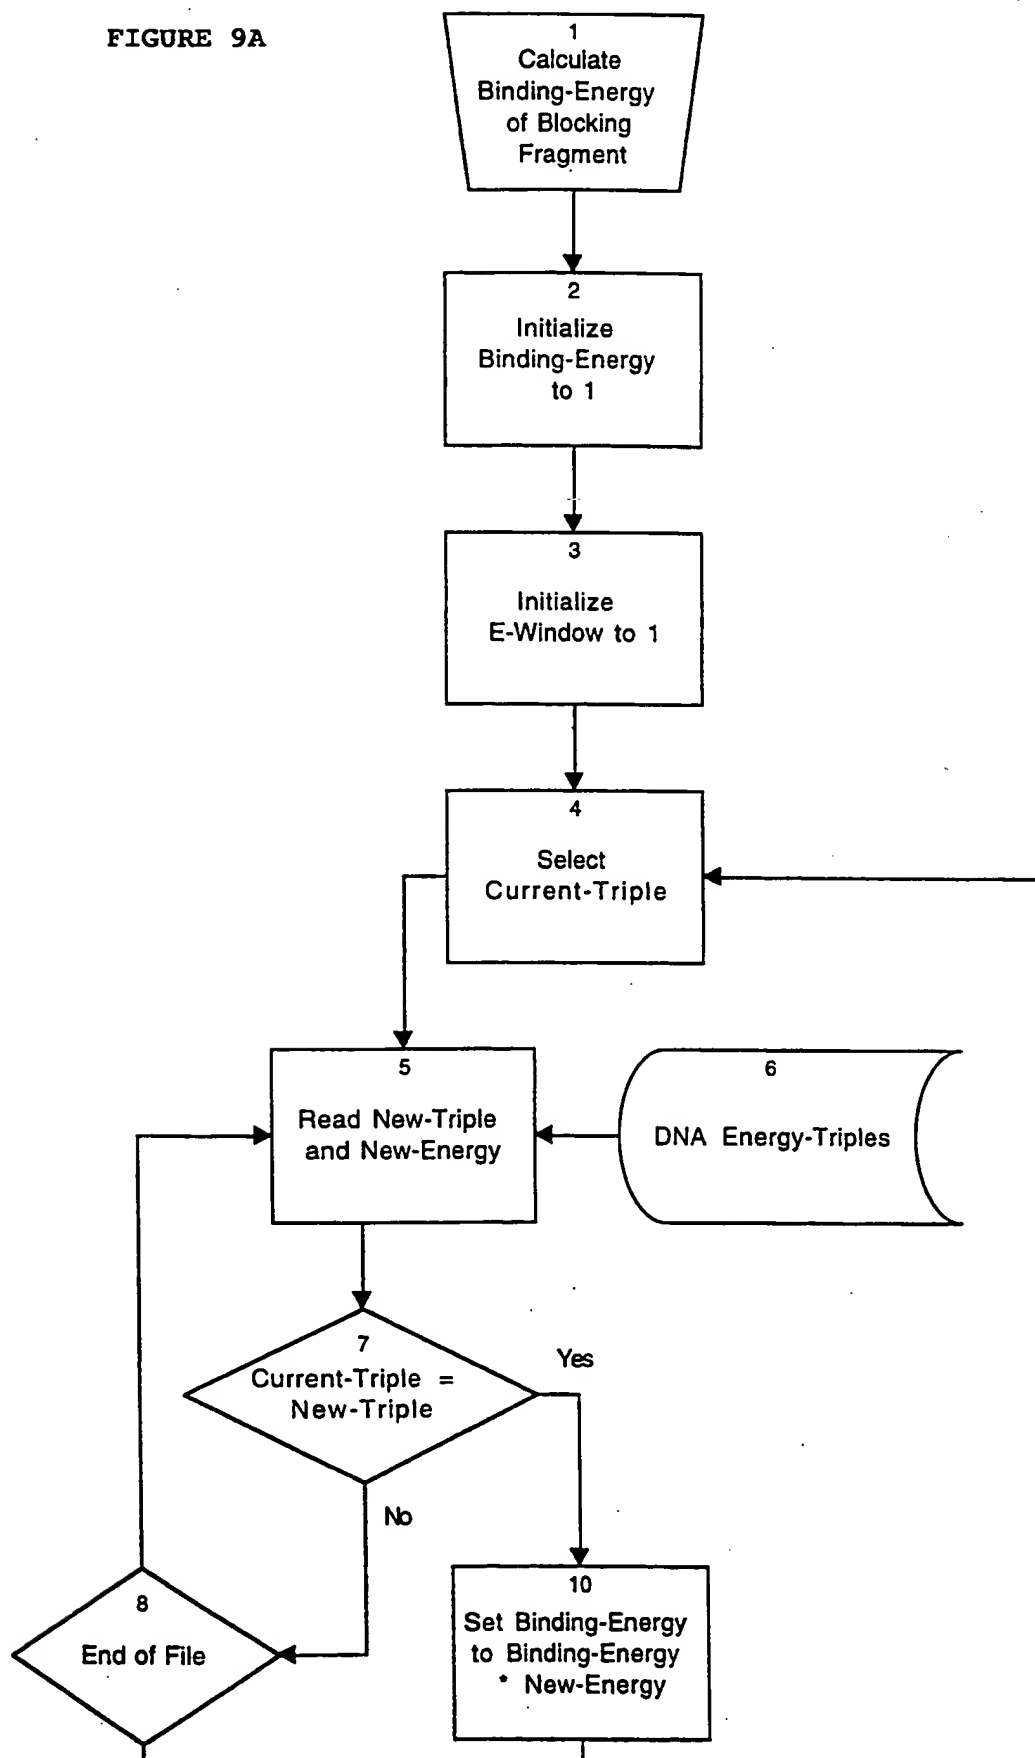 FIGURE 9A
1
Calculate
Binding-Energy
of Blocking
Fragment
2
Initialize
Binding-Energy
to 1
3
Initialize
E-Window to 1
4
Select
Current-Triple
5
Read New-Triple
and New-Energy
6
DNA Energy-Triples
7
Current-Triple =
New-Triple
Yes
No
8
End of File
10
Set Binding-Energy
to Binding-Energy
* New-Energy